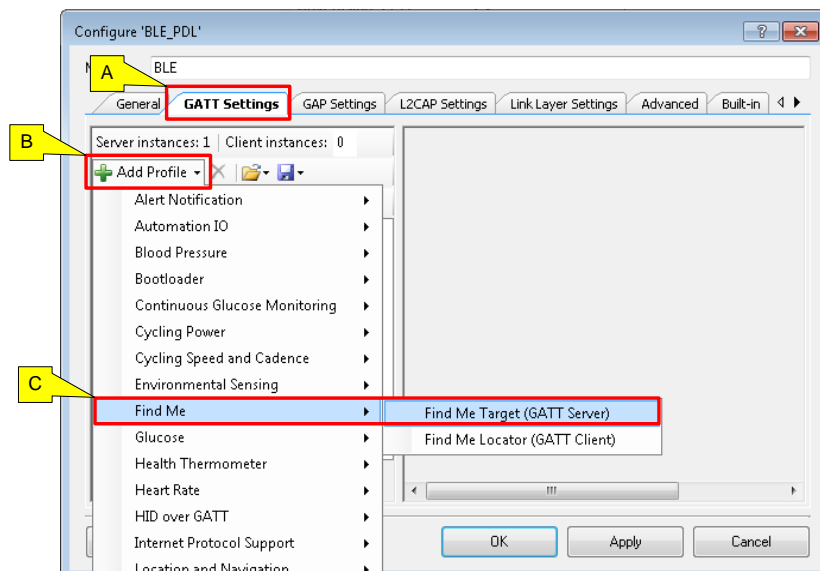 Configure 'BLE_PDL'
A
BLE
General GATT Settings GAP Settings L2CAP Settings Link Layer Settings Advanced Built-in
B
Server instances: 1 Client instances: 0
Add Profile
Alert Notification
Automation IO
Blood Pressure
Bootloader
Continuous Glucose Monitoring
Cycling Power
Cycling Speed and Cadence
C
Environmental Sensing
Find Me
Find Me Target (GATT Server)
Glucose
Find Me Locator (GATT Client)
Health Thermometer
Heart Rate
HID over GATT
Internet Protocol Support
OK Apply Cancel
Location and Navigation